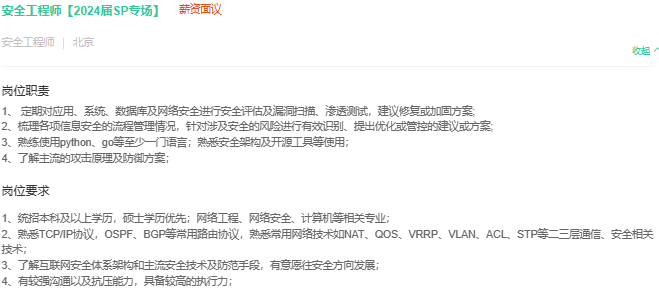 安全工程师【2024届SP专场】 薪资面议
安全工程师 | 北京
收起
岗位职责
1、 定期对应用、系统、数据库及网络安全进行安全评估及漏洞扫描、渗透测试，建议修复或加固方案;
2、梳理各项信息安全的流程管理情况，针对涉及安全的风险进行有效识别、提出优化或管控的建议或方案;
3、熟练使用python、go等至少一门语言；熟悉安全架构及开源工具等使用；
4、了解主流的攻击原理及防御方案；
岗位要求
1、统招本科及以上学历，硕士学历优先；网络工程、网络安全、计算机等相关专业；
2、熟悉TCP/IP协议，OSPF、BGP等常用路由协议，熟悉常用网络技术如NAT、QOS、VRRP、VLAN、ACL、STP等二三层通信、安全相关
技术；
3、了解互联网安全体系架构和主流安全技术及防范手段，有意愿往安全方向发展；
4、有较强沟通以及抗压能力，具备较高的执行力；